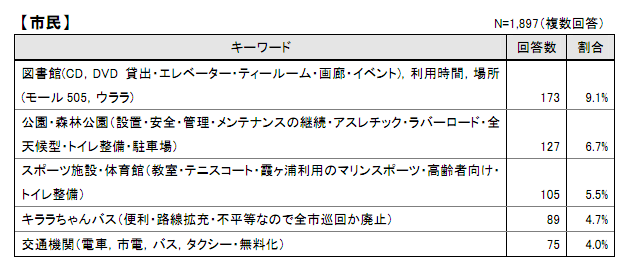 【市民】
N=1,897(複数回答)
キーワード 回答数 割合
図書館(CD, DVD 貸出・エレベーター・ティールーム・画廊・イベント), 利用時間, 場所
(モール505, ウララ) 173 9.1%
公園・森林公園(設置・安全・管理・メンテナンスの継続・アスレチック・ラバーロード・全
天候型・トイレ整備・駐車場) 127 6.7%
スポーツ施設・体育館(教室・テニスコート・霞ヶ浦利用のマリンスポーツ・高齢者向け・
トイレ整備) 105 5.5%
キララちゃんバス(便利・路線拡充・不平等なので全市巡回か廃止) 89 4.7%
交通機関(電車, 市電, バス, タクシー・無料化) 75 4.0%